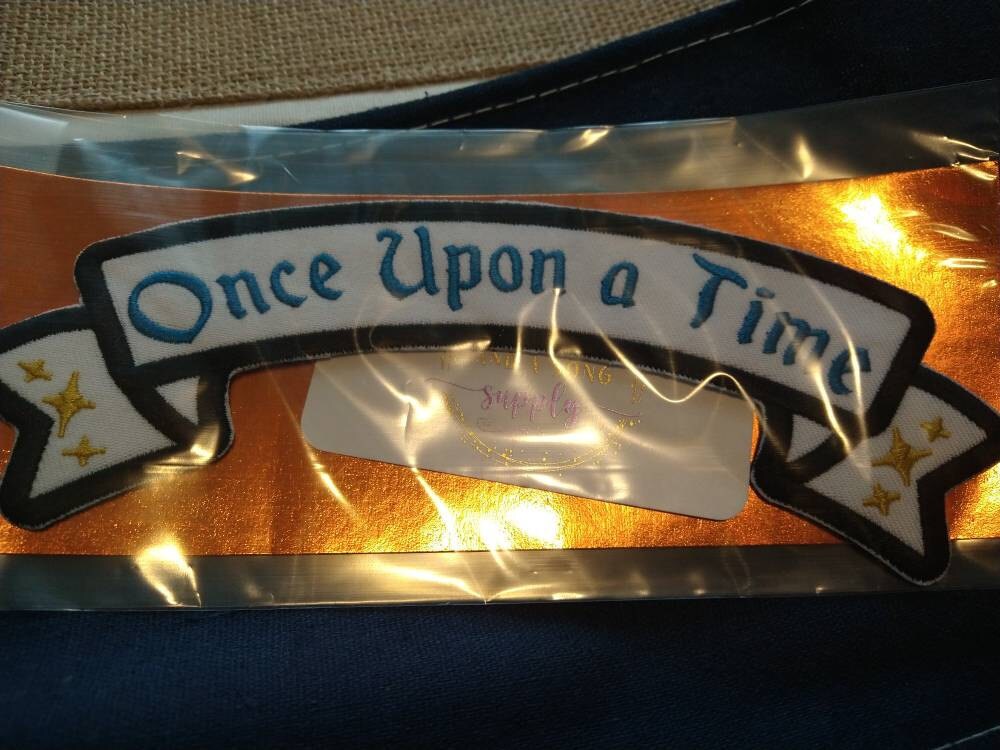 Once Upon a Time
supply